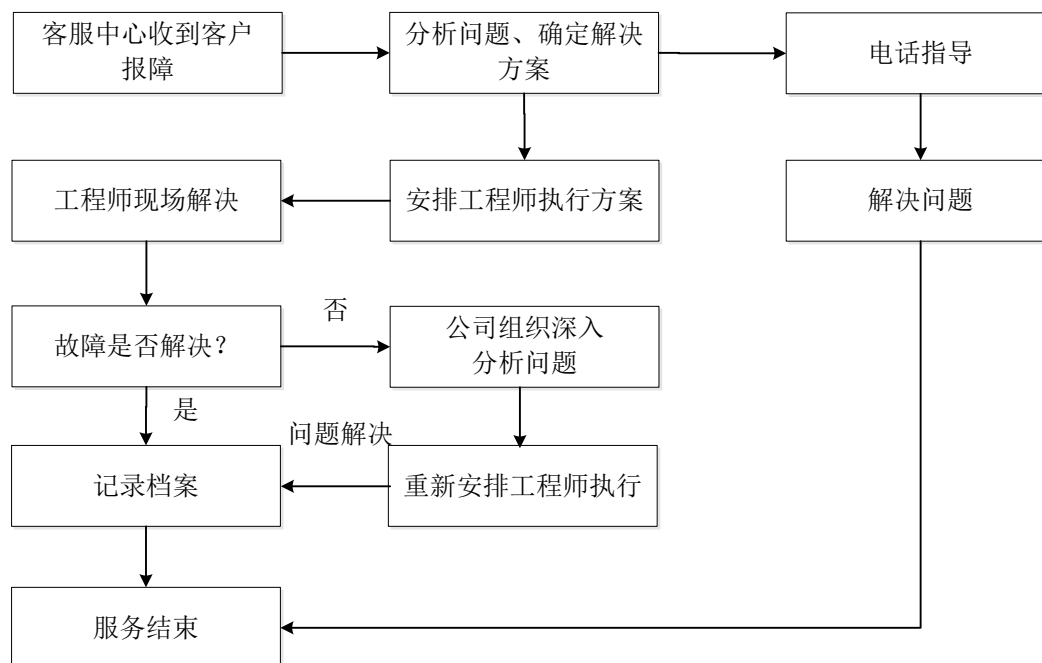 客服中心收到客户
报障
分析问题、确定解决
方案
电话指导
工程师现场解决
安排工程师执行方案
解决问题
故障是否解决？
否
公司组织深入
分析问题
是
问题解决
记录档案
重新安排工程师执行
服务结束